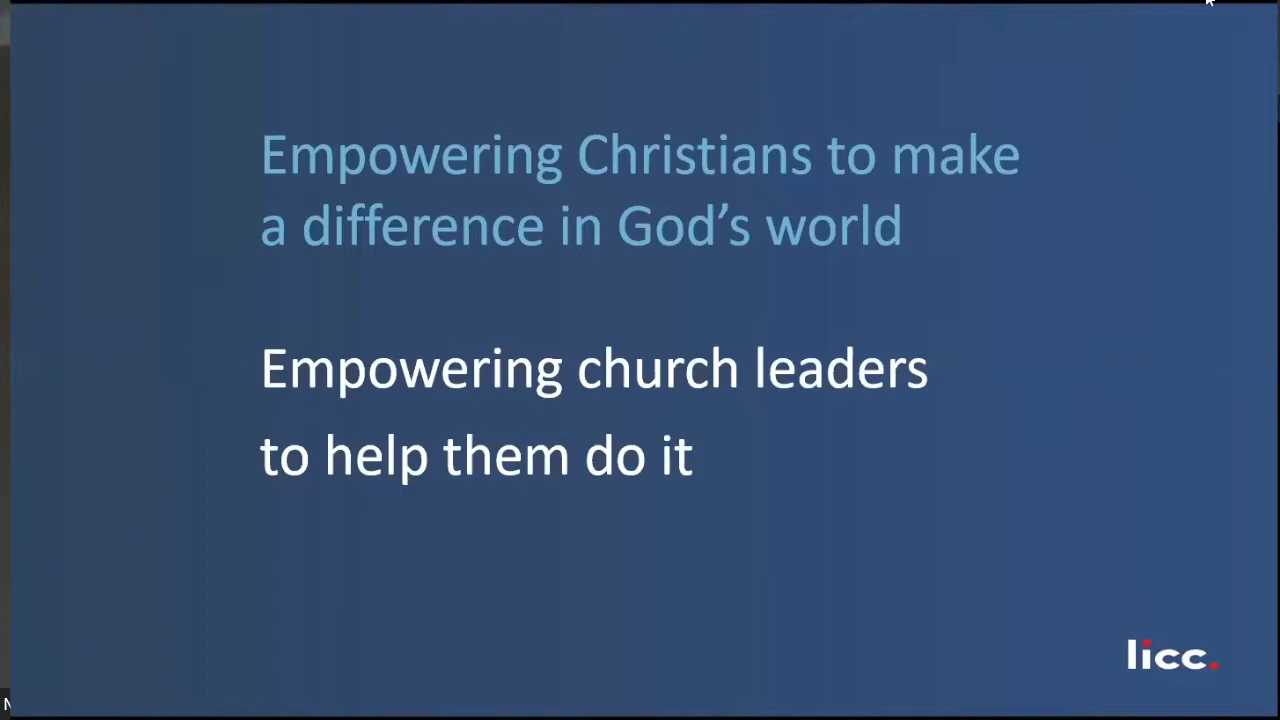 Empowering Christians to make
a difference in God’s world
Empowering church leaders
to help them do it
licc.